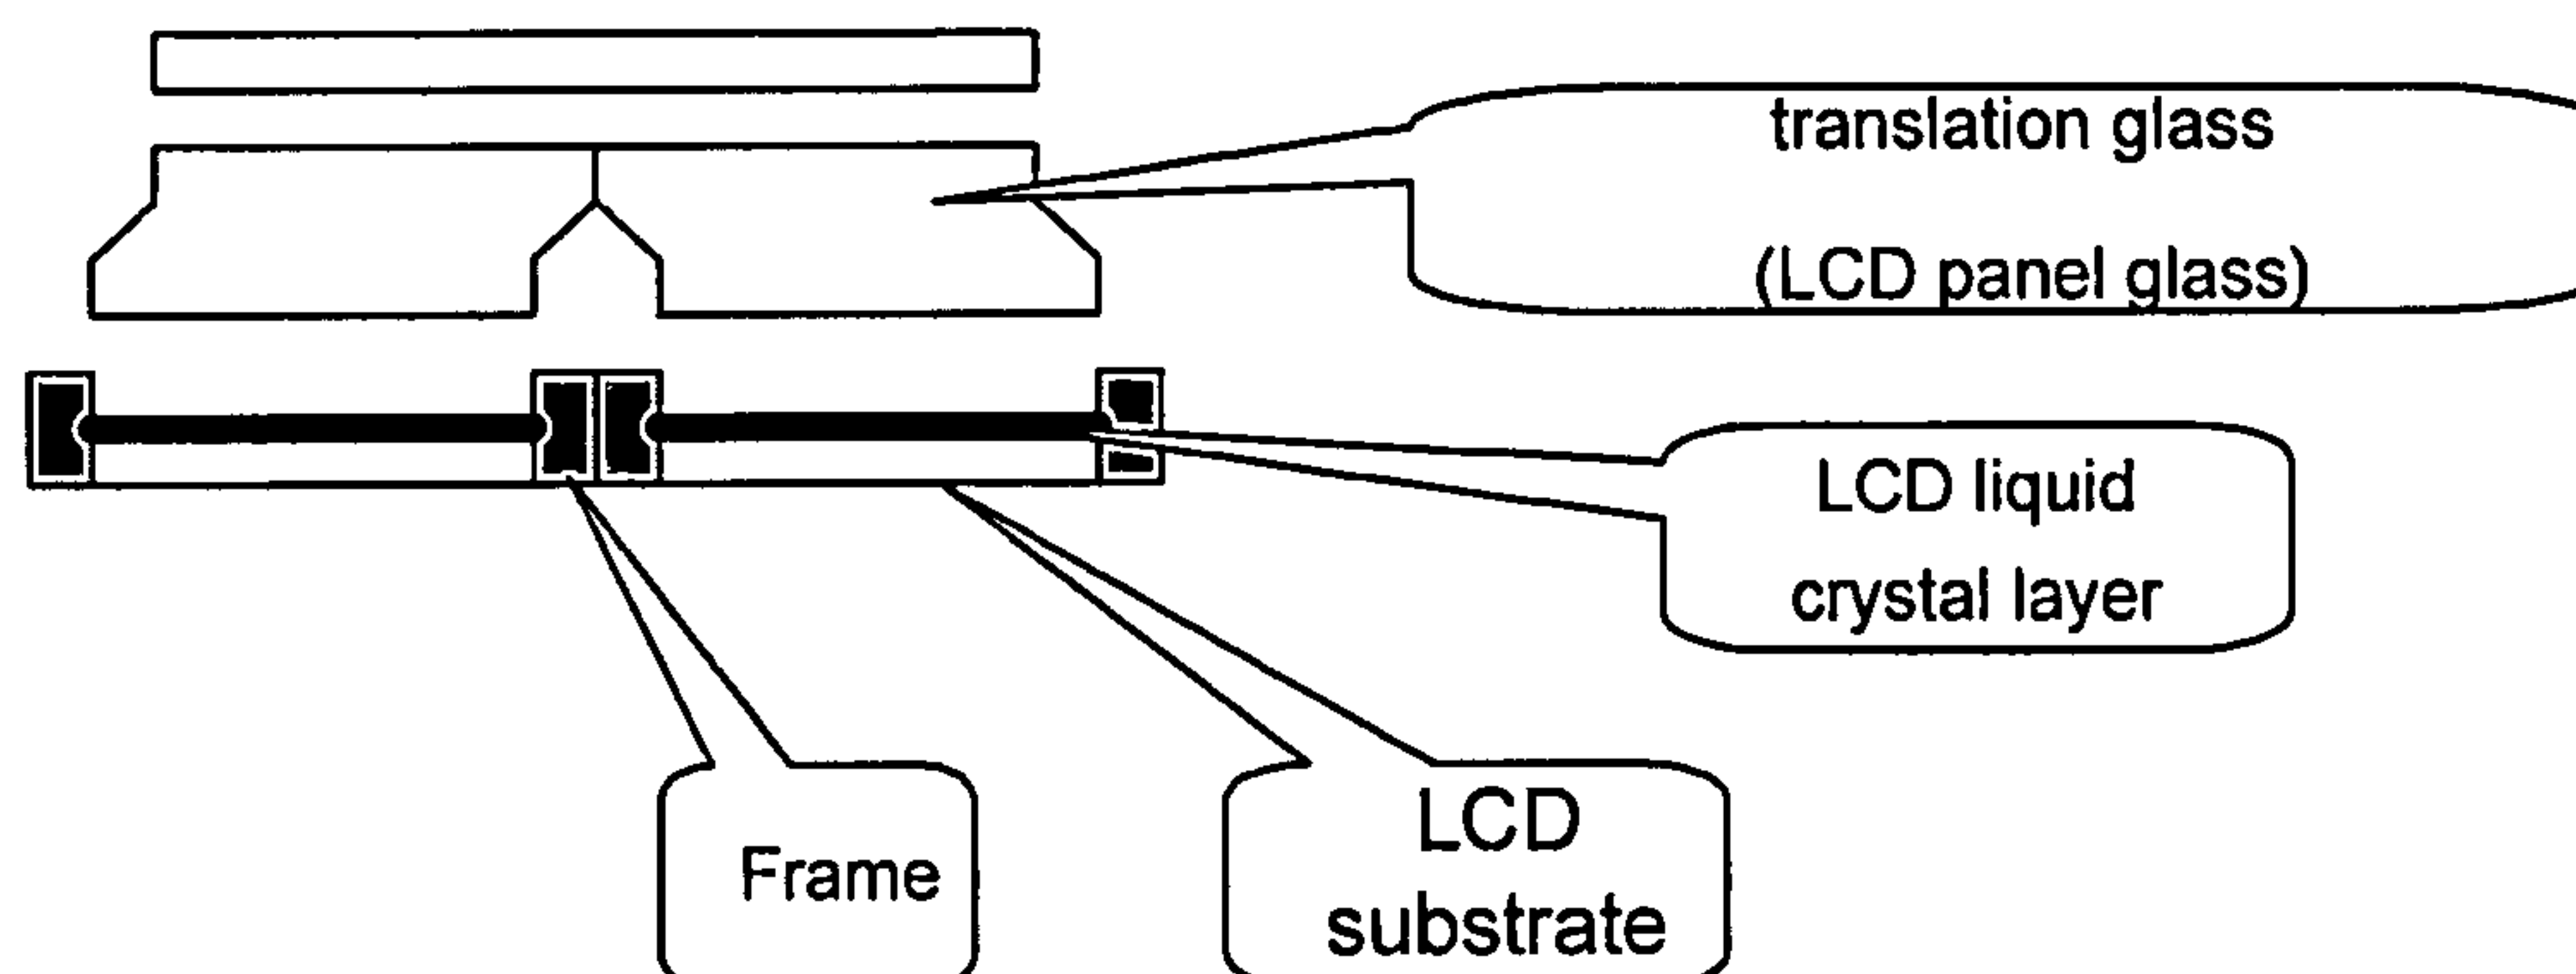 translation glass
(LCD panel glass)
LCD liquid
crystal layer
Frame
LCD
substrate